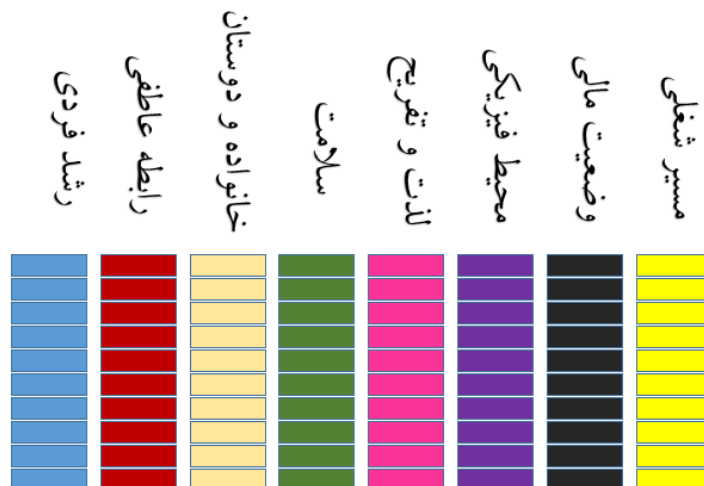 مسیر شغلی
وضعیت مالی
محیط فیزیکی
لذت و تفریح
سلامت
خانواده و دوستان
رابطه عاطفی
رشد فردی